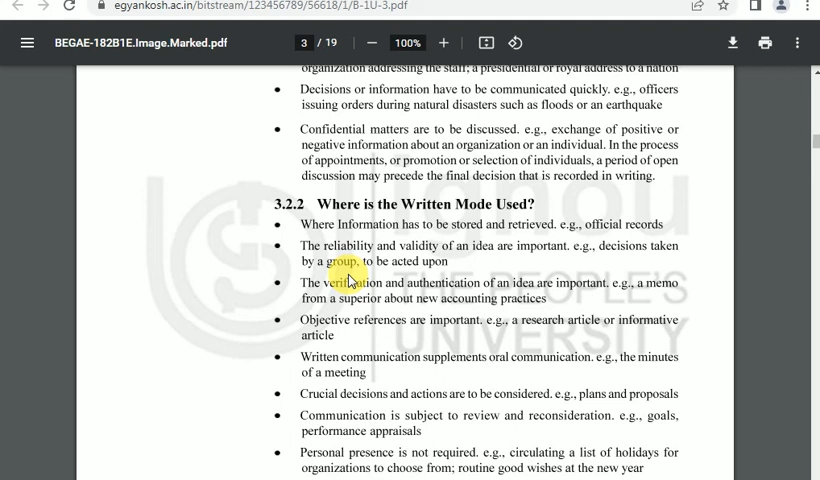 egyankosh.ac.in/bitstream/123456789/56618/1/B-1U-3.pdf
BEGAE-182B1E.Image.Marked.pdf 3 / 19 — 100% +
organization addressing the staff; a presidential or royal address to a nation
• Decisions or information have to be communicated quickly. e.g., officers
issuing orders during natural disasters such as floods or an earthquake
• Confidential matters are to be discussed. e.g., exchange of positive or
negative information about an organization or an individual. In the process
of appointments, or promotion or selection of individuals, a period of open
discussion may precede the final decision that is recorded in writing.
3.2.2 Where is the Written Mode Used?
• Where Information has to be stored and retrieved. e.g., official records
• The reliability and validity of an idea are important. e.g., decisions taken
by a group, to be acted upon
• The verification and authentication of an idea are important. e.g., a memo
from a superior about new accounting practices
• Objective references are important. e.g., a research article or informative
article
• Written communication supplements oral communication. e.g., the minutes
of a meeting
• Crucial decisions and actions are to be considered. e.g., plans and proposals
• Communication is subject to review and reconsideration. e.g., goals,
performance appraisals
• Personal presence is not required. e.g., circulating a list of holidays for
organizations to choose from; routine good wishes at the new year
ignou
THE PEOPLE'S
UNIVERSITY